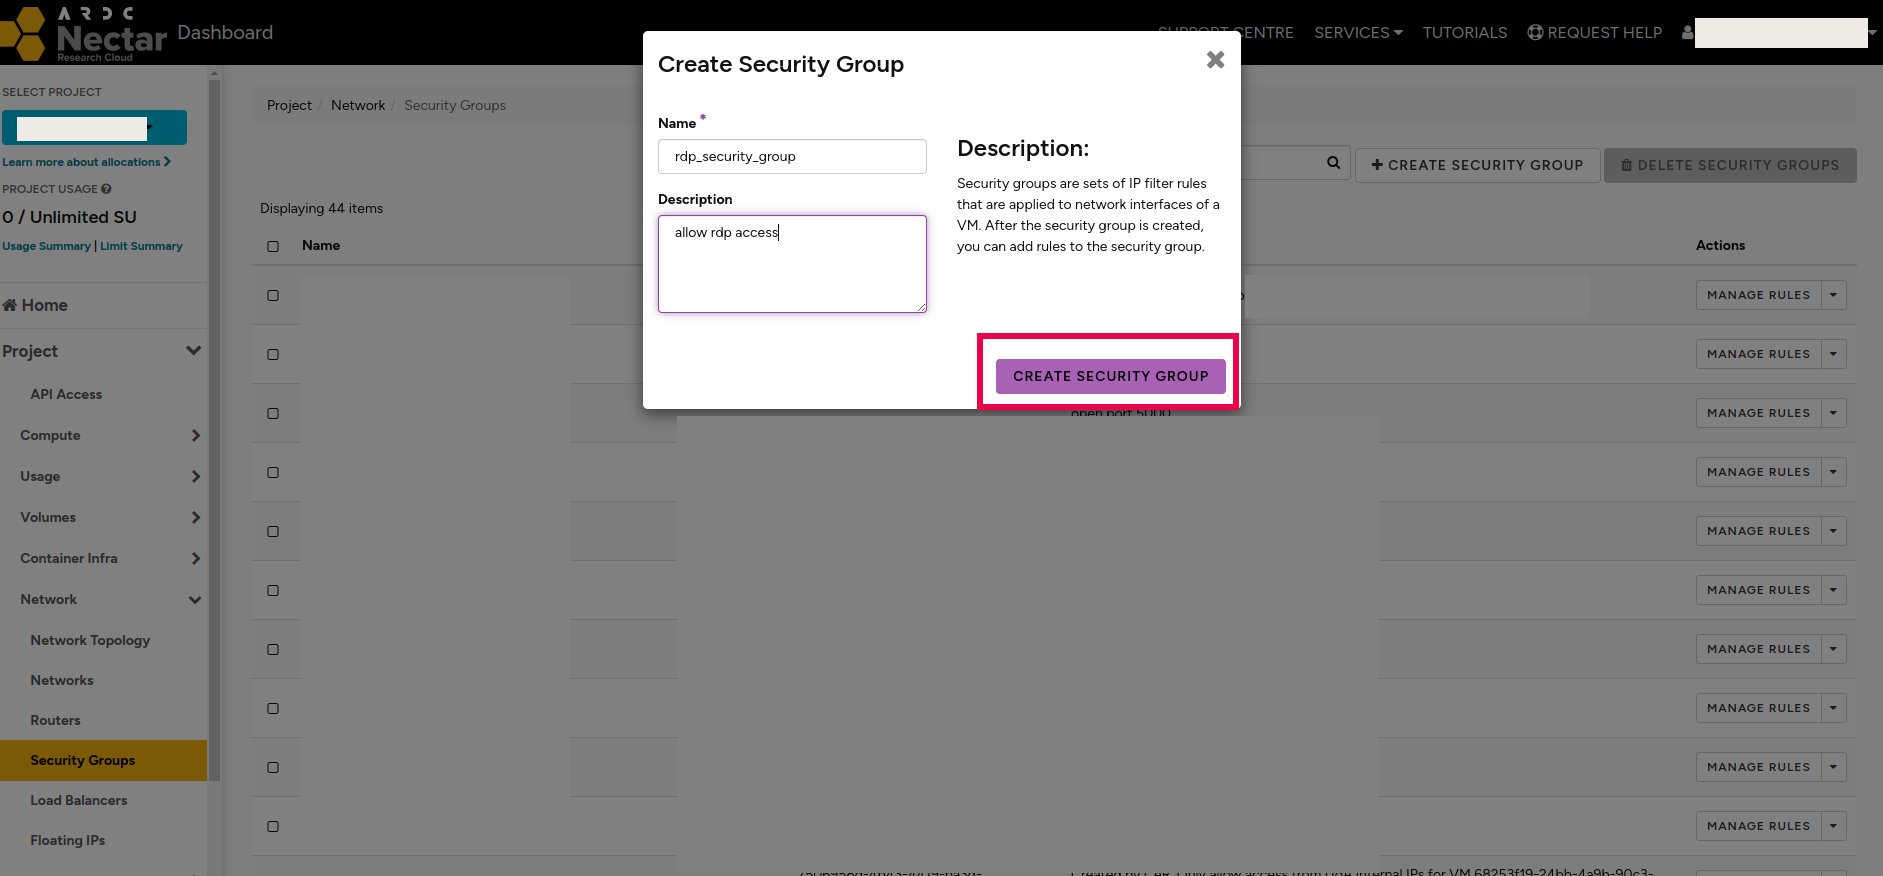 ARDC
Nectar
Research Cloud
Dashboard
CENTRE
SERVICES
TUTORIALS
REQUEST HELP
SELECT PROJECT
Learn more about allocations
PROJECT USAGE
0 / Unlimited SU
Usage Summary | Limit Summary
Home
Project
API Access
Compute
Usage
Volumes
Container Infra
Network
Network Topology
Networks
Routers
Security Groups
Load Balancers
Floating IPs
Project / Network / Security Groups
CREATE SECURITY GROUP
DELETE SECURITY GROUPS
Displaying 44 items
Name
Actions
Create Security Group
Name *
rdp_security_group
Description
allow rdp access
Description:
Security groups are sets of IP filter rules
that are applied to network interfaces of a
VM. After the security group is created,
you can add rules to the security group.
CREATE SECURITY GROUP
open port 5000
MANAGE RULES
MANAGE RULES
MANAGE RULES
MANAGE RULES
MANAGE RULES
MANAGE RULES
MANAGE RULES
MANAGE RULES
MANAGE RULES
MANAGE RULES